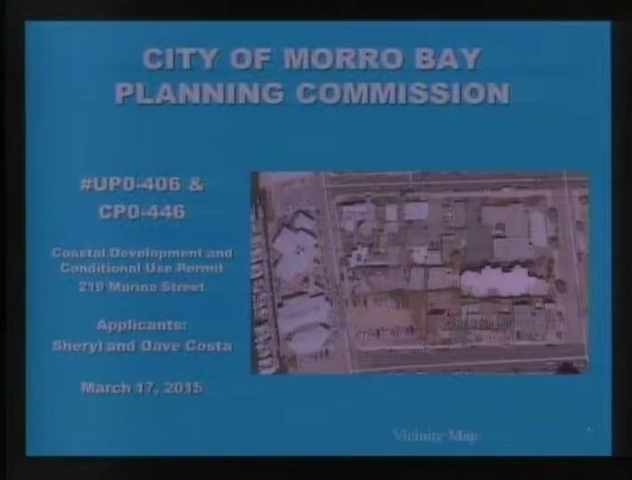 CITY OF MORRO BAY
PLANNING COMMISSION
#UP0-406 &
CP0-446
Coastal Development and
Conditional Use Permit
219 Marina Street
Applicants:
Sheryl and Dave Costa
March 17, 2015
Vicinity Map